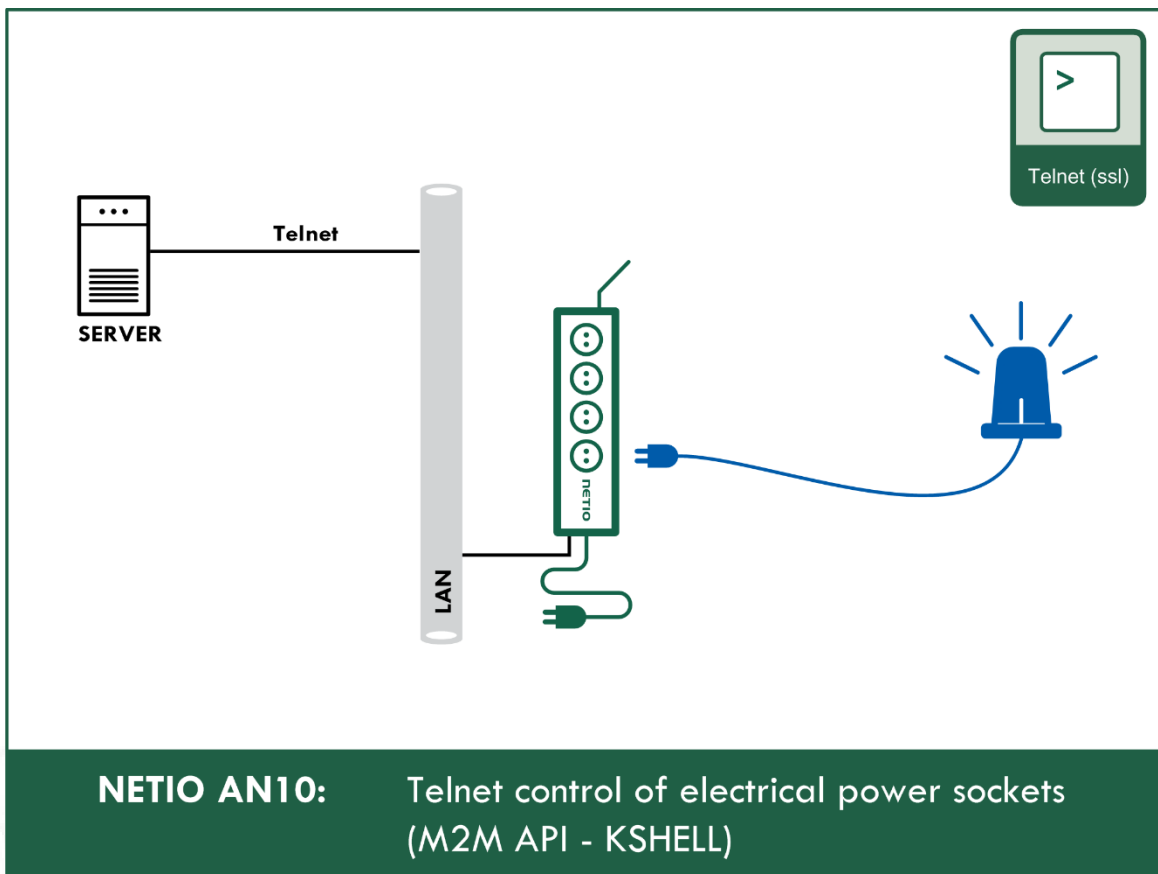 >
Telnet (ssl)
Telnet
SERVER
NETIO
LAN
NETIO AN10: Telnet control of electrical power sockets
(M2M API - KSHELL)